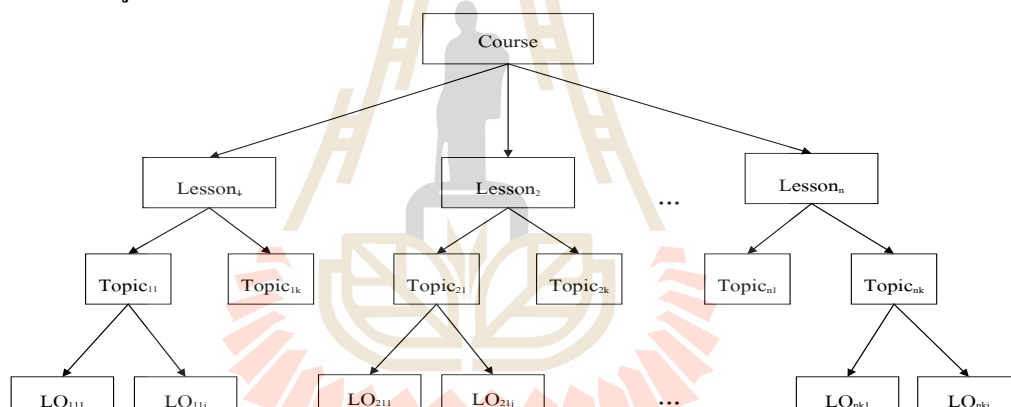 Course
Lesson₁ Lesson₂ ... Lessonₙ
Topic₁₁ Topic₁ₖ Topic₂₁ Topic₂ₖ Topicₙ₁ Topicₙₖ
LO₁₁₁ LO₁₁ⱼ LO₂₁₁ LO₂₁ⱼ ... LOₙₖ₁ LOₙₖⱼ